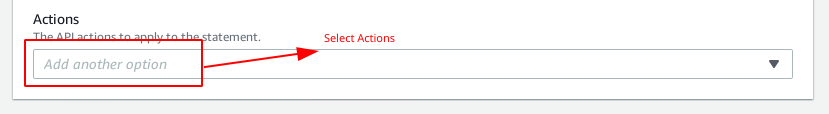 Actions
The API actions to apply to the statement.
Select Actions
Add another option